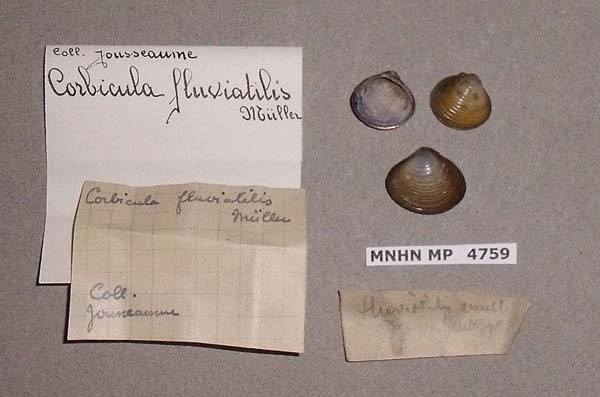 Coll. Jousseaume
Corbicula fluviatilis
Müller
Corbicula fluviatilis
Müller
Coll.
Jousseaume
MNHN MP 4759
fluviatilis